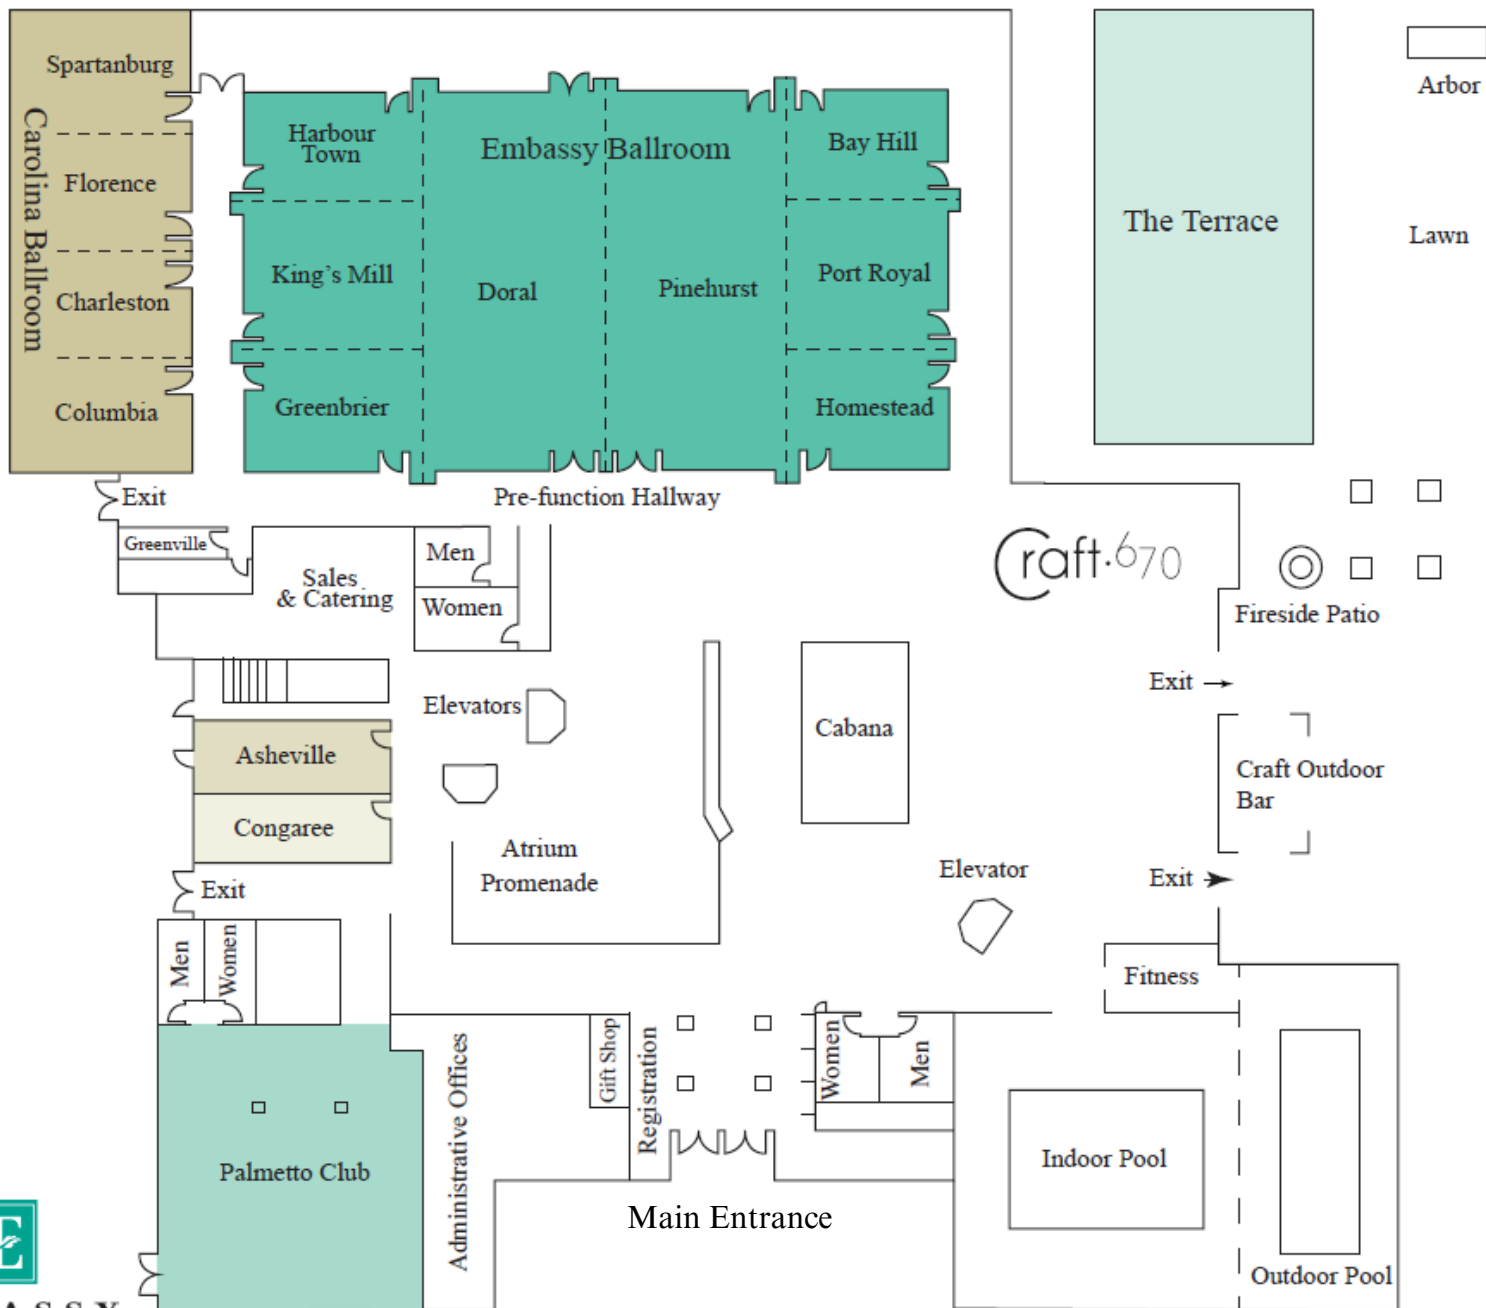 Spartanburg
Carolina Ballroom
Florence
Charleston
Columbia
Harbour
Town
Embassy Ballroom
Bay Hill
King's Mill
Doral
Pinehurst
Port Royal
Greenbrier
Homestead
The Terrace
Arbor
Lawn
Exit
Pre-function Hallway
Greenville
Sales
& Catering
Men
Women
Craft.670
Fireside Patio
Exit
Elevators
Cabana
Craft Outdoor
Bar
Asheville
Congaree
Atrium
Promenade
Elevator
Exit
Exit
Men
Women
Fitness
Administrative Offices
Gift Shop
Registration
Women
Men
Palmetto Club
Indoor Pool
Main Entrance
Outdoor Pool
E